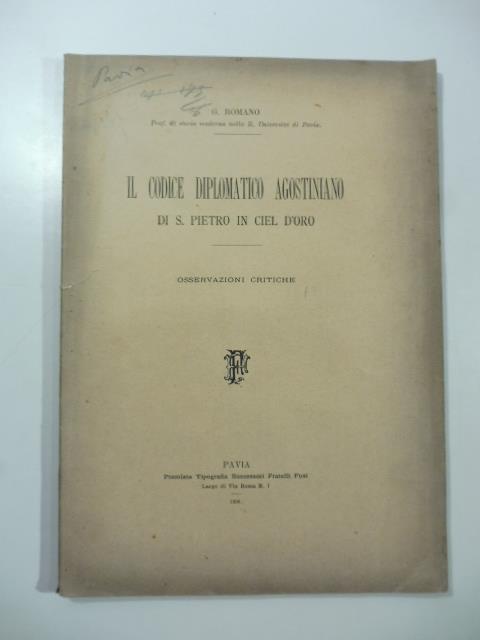 Pavia
G. ROMANO
Prof. di storia moderna nella R. Università di Pavia.
IL CODICE DIPLOMATICO AGOSTINIANO
DI S. PIETRO IN CIEL D'ORO
OSSERVAZIONI CRITICHE
PAVIA
Premiata Tipografia Successori Fratelli Fusi
Largo di Via Roma N. 7